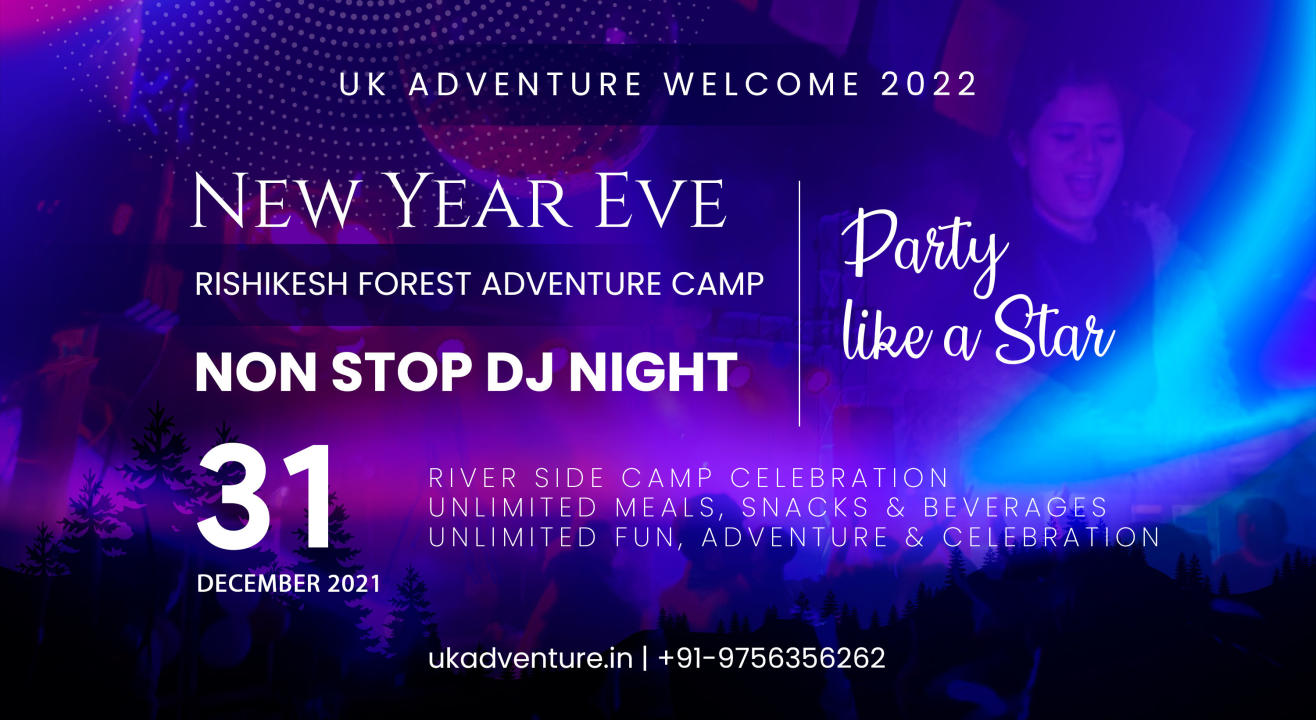 UK ADVENTURE WELCOME 2022
New Year Eve
RISHIKESH FOREST ADVENTURE CAMP
NON STOP DJ NIGHT
Party
like a Star
31
DECEMBER 2021
RIVER SIDE CAMP CELEBRATION
UNLIMITED MEALS, SNACKS & BEVERAGES
UNLIMITED FUN, ADVENTURE & CELEBRATION
ukadventure.in | +91-9756356262